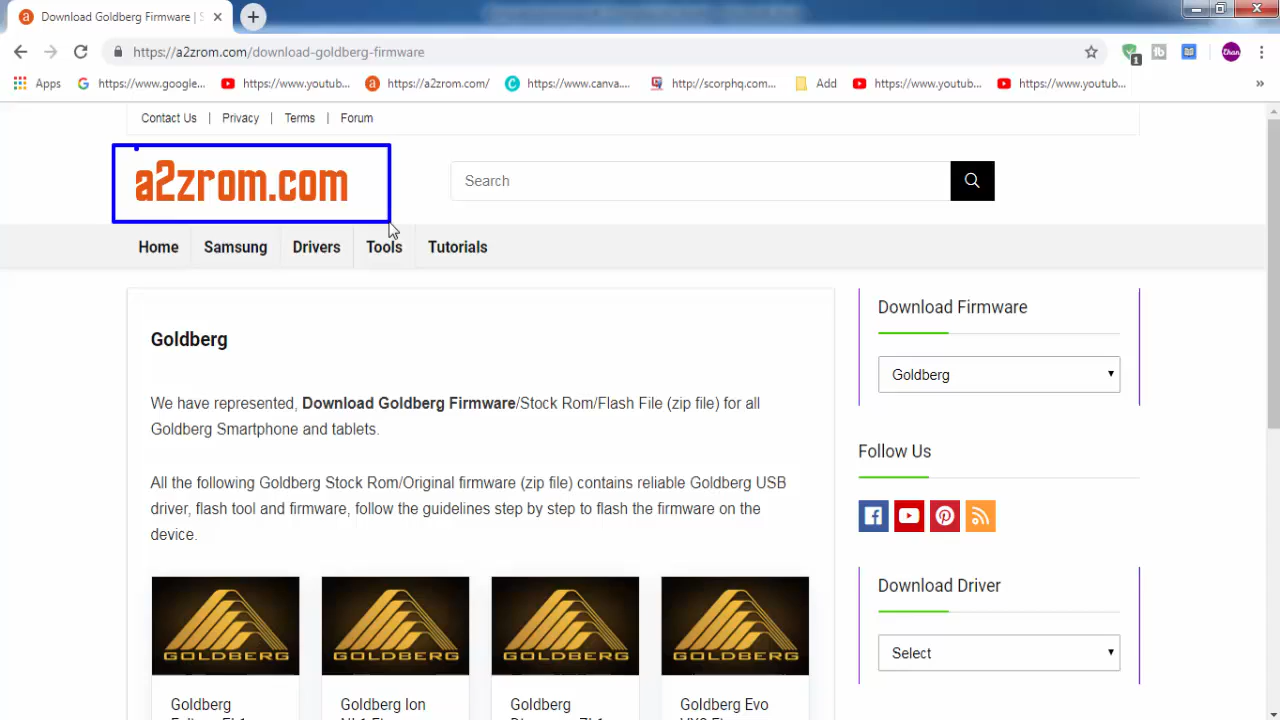 Download Goldberg Firmware | S
https://a2zrom.com/download-goldberg-firmware
1
Ehan
Apps https://www.google... https://www.youtub... https://a2zrom.com/ https://www.canva.... http://scorphq.com... Add https://www.youtub... https://www.youtub... »
Contact Us | Privacy | Terms | Forum
a2zrom.com
Search
Home Samsung Drivers Tools Tutorials
Goldberg
We have represented, Download Goldberg Firmware/Stock Rom/Flash File (zip file) for all
Goldberg Smartphone and tablets.
All the following Goldberg Stock Rom/Original firmware (zip file) contains reliable Goldberg USB
driver, flash tool and firmware, follow the guidelines step by step to flash the firmware on the
device.
GOLDBERG GOLDBERG GOLDBERG GOLDBERG
Goldberg Goldberg Ion Goldberg Goldberg Evo
Download Firmware
Goldberg
Follow Us
Download Driver
Select